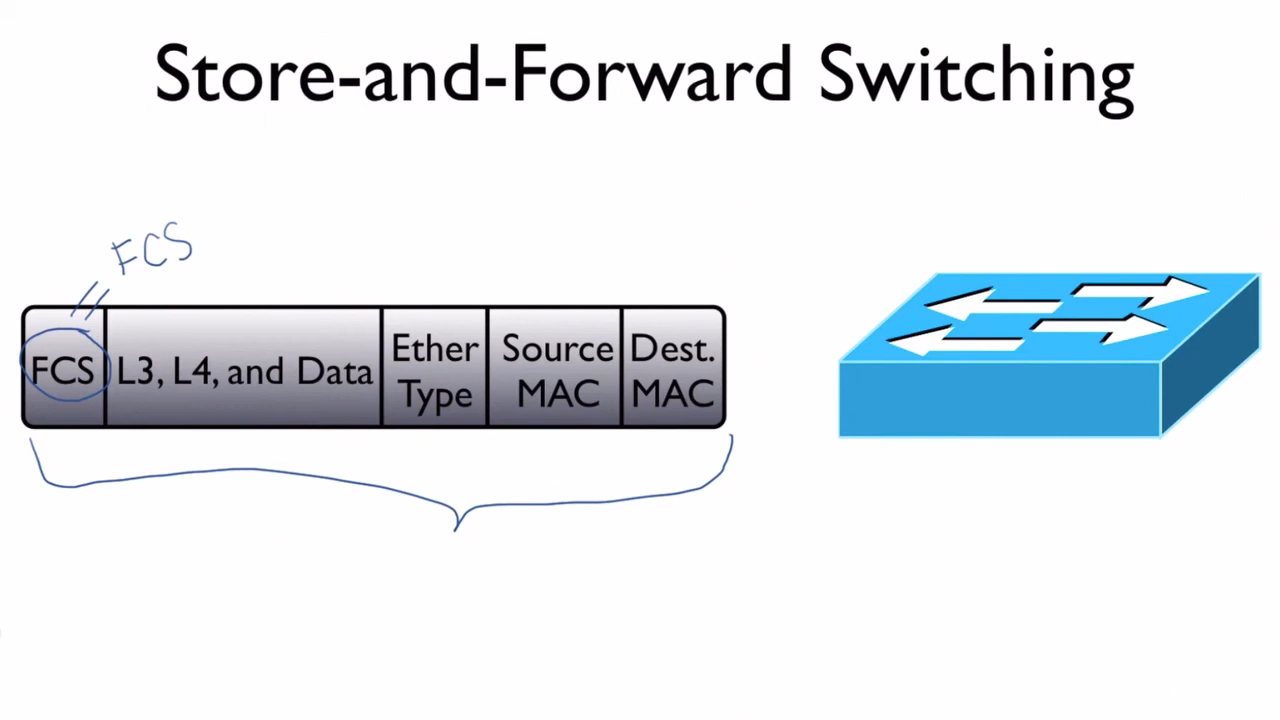 Store-and-Forward Switching
FCS
FCS
L3, L4, and Data
Ether
Type
Source
MAC
Dest.
MAC